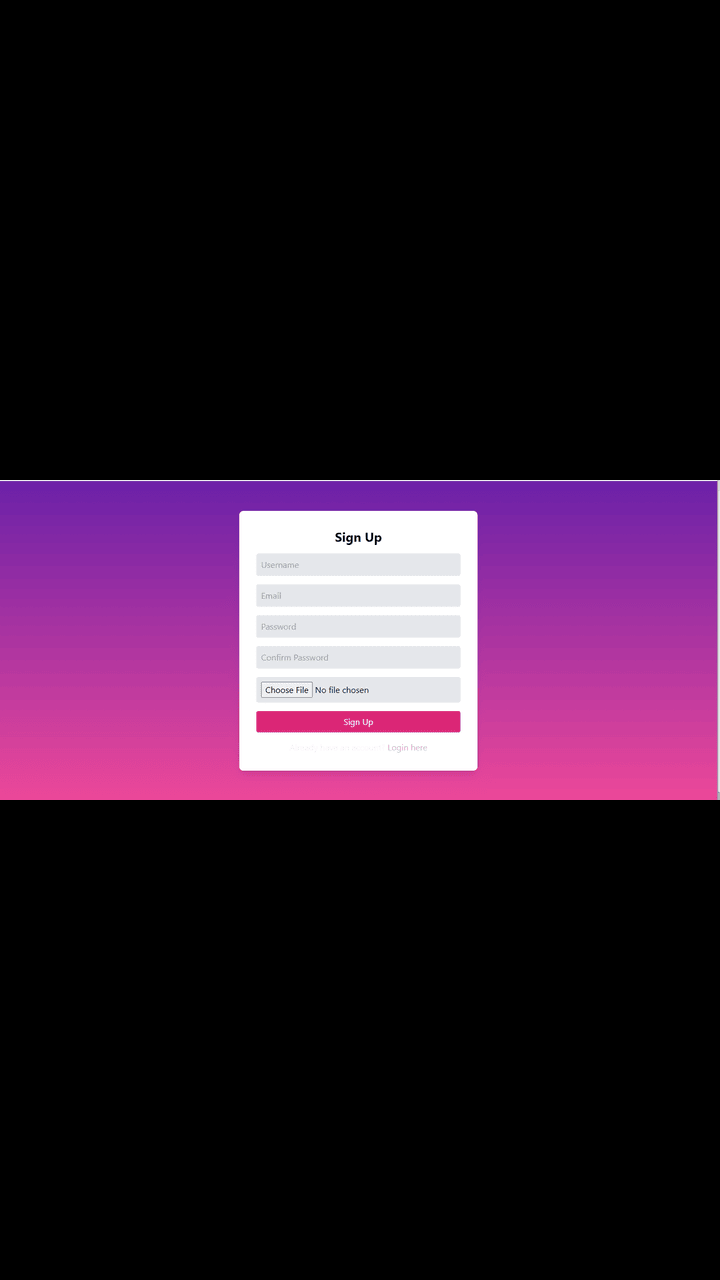 Sign Up
Username
Email
Password
Confirm Password
Choose File No file chosen
Sign Up
Already have an account? Login here